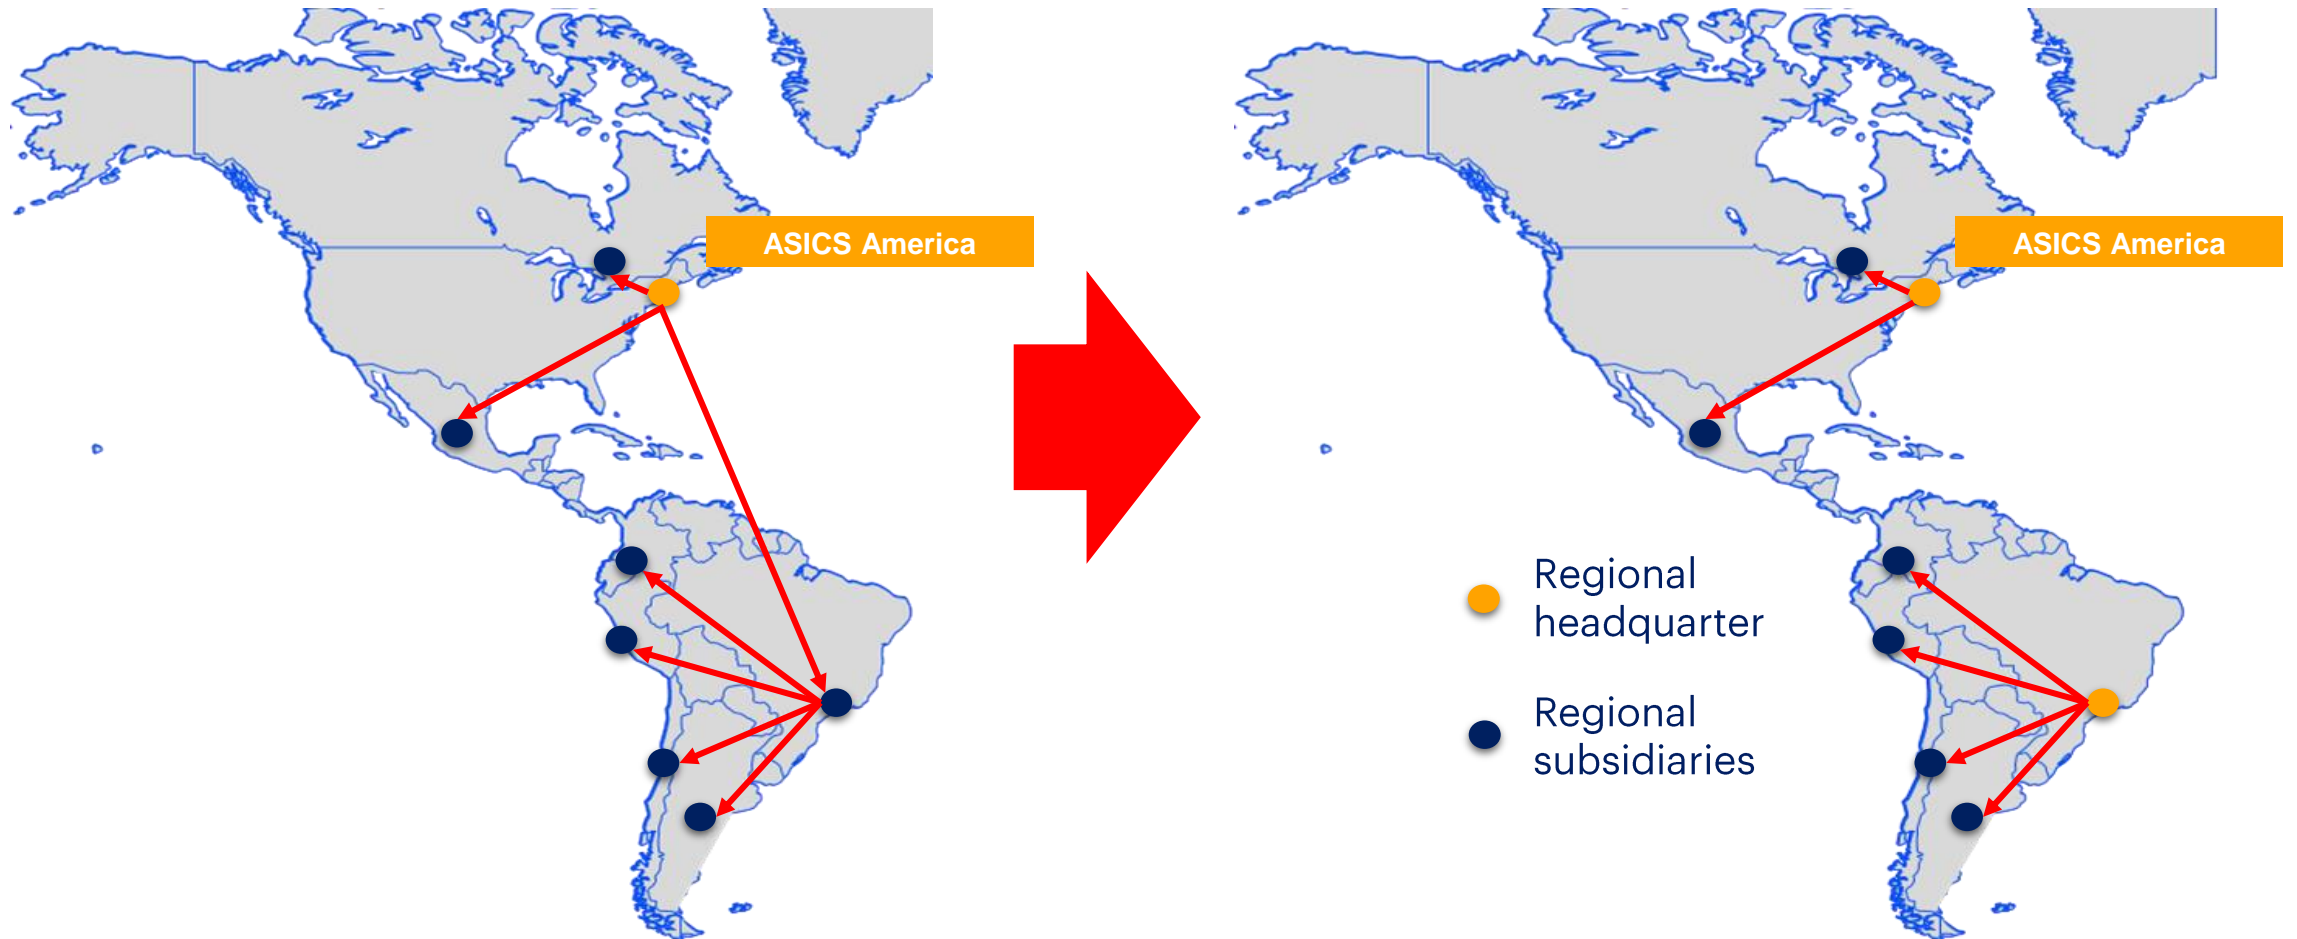 ASICS America
ASICS America
Regional
headquarter
Regional
subsidiaries